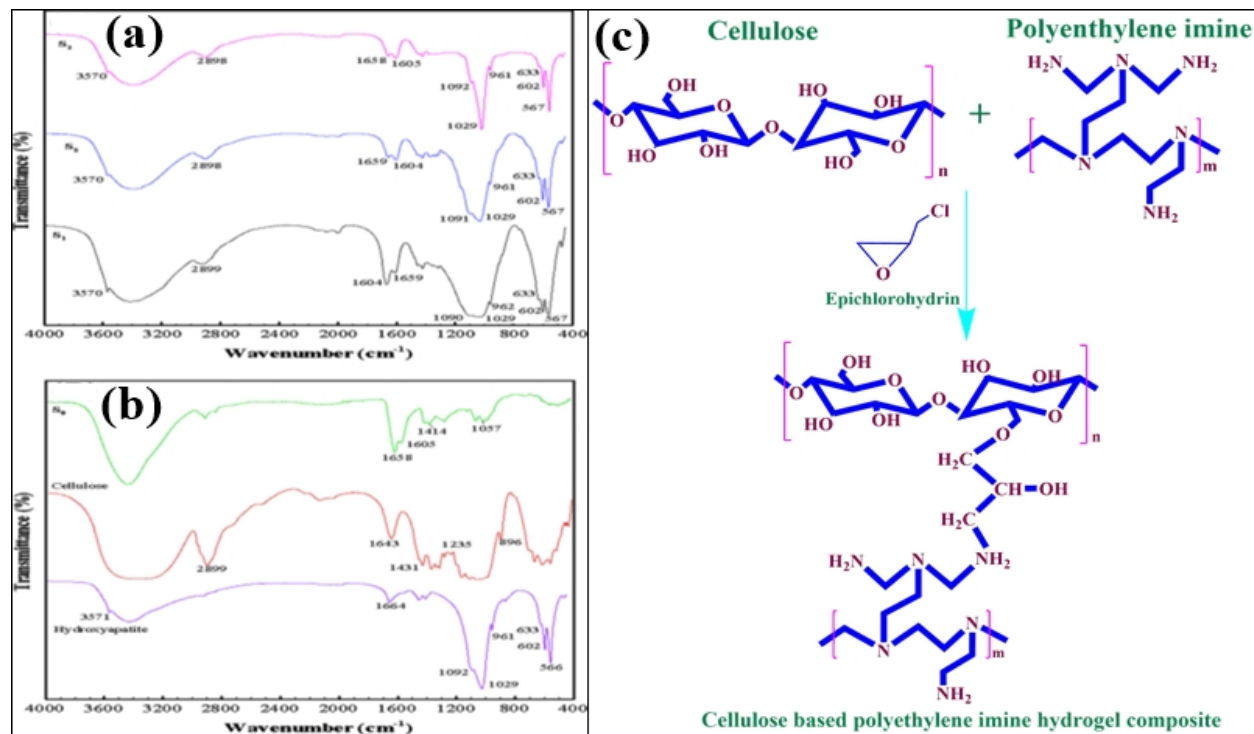 (a)
3570
2898
1658
1605
1092
1029
961
633
602
567
3570
2898
1659
1604
1091
1029
961
633
602
567
S₁
3570
2899
1604
1659
1090
1029
962
633
602
567
Transmittance (%)
4000 3600 3200 2800 2400 2000 1600 1200 800 400
Wavenumber (cm⁻¹)
(b)
1658
1605
1414
1057
Cellulose
2899
1643
1431
1235
896
3571
Hydroxyapatite
1664
1092
1029
961
633
602
566
Transmittance (%)
4000 3600 3200 2800 2400 2000 1600 1200 800 400
Wavenumber (cm⁻¹)
(c)
Cellulose
Polyenthylene imine
OH
O
HO
OH
O
O
HO
OH
HO
O
n
+
H₂N
N
NH₂
N
N
m
NH₂
Cl
O
Epichlorohydrin
OH
O
O
HO
OH
O
HO
OH
O
n
O
H₂C
CH
OH
H₂C
NH₂
H₂N
N
N
N
m
NH₂
Cellulose based polyethylene imine hydrogel composite